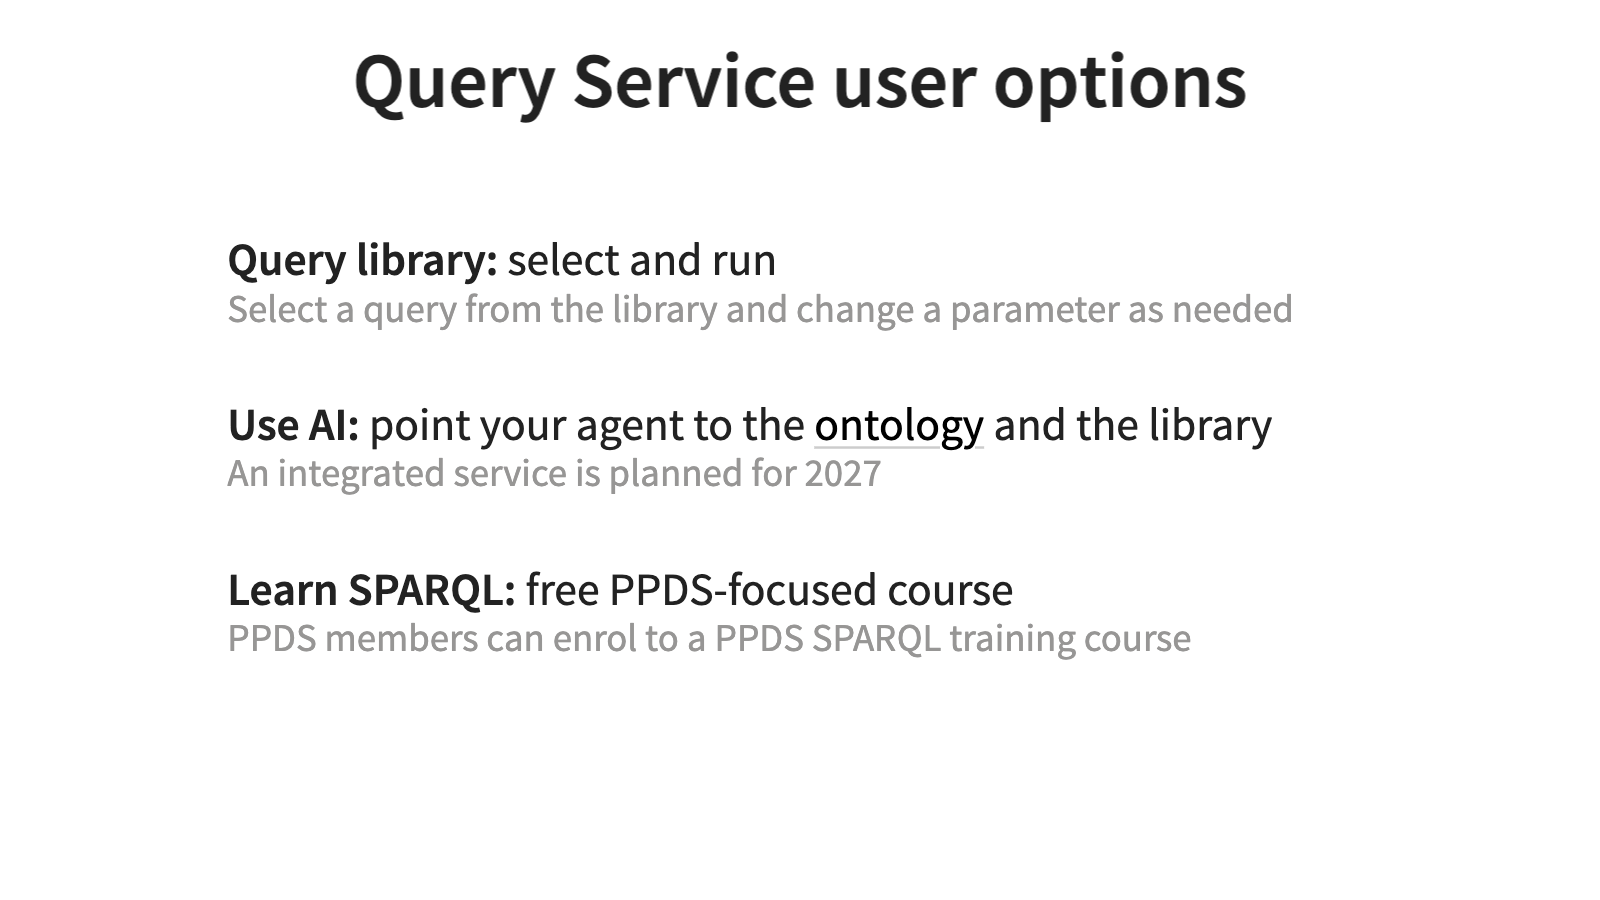 Query Service user options
Query library: select and run
Select a query from the library and change a parameter as needed
Use AI: point your agent to the ontology and the library
An integrated service is planned for 2027
Learn SPARQL: free PPDS-focused course
PPDS members can enrol to a PPDS SPARQL training course